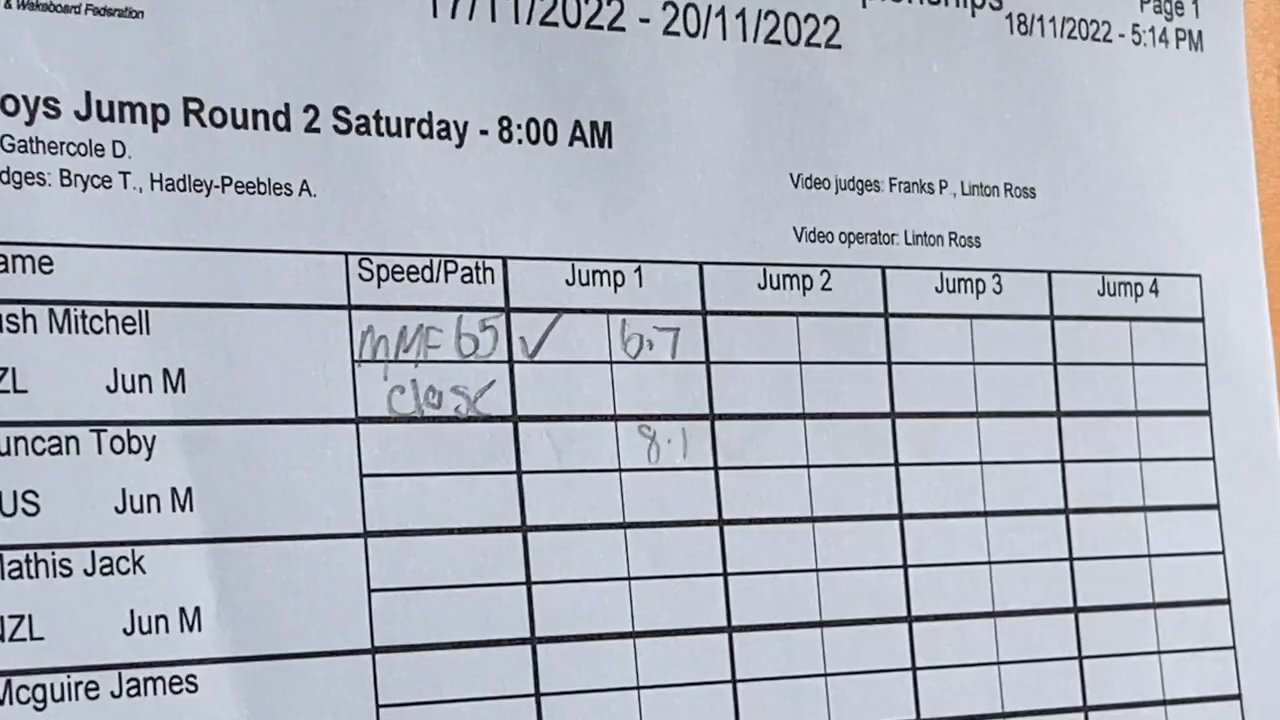 & Wakeboard Federation
17/11/2022 - 20/11/2022
Page 1
18/11/2022 - 5:14 PM
oys Jump Round 2 Saturday - 8:00 AM
Gathercole D.
dges: Bryce T., Hadley-Peebles A.
Video judges: Franks P., Linton Ross
Video operator: Linton Ross
ame Speed/Path Jump 1 Jump 2 Jump 3 Jump 4
ush Mitchell MMF 65 ✓ 6.7
ZL Jun M close
uncan Toby 8.1
US Jun M
Mathis Jack
NZL Jun M
Mcguire James